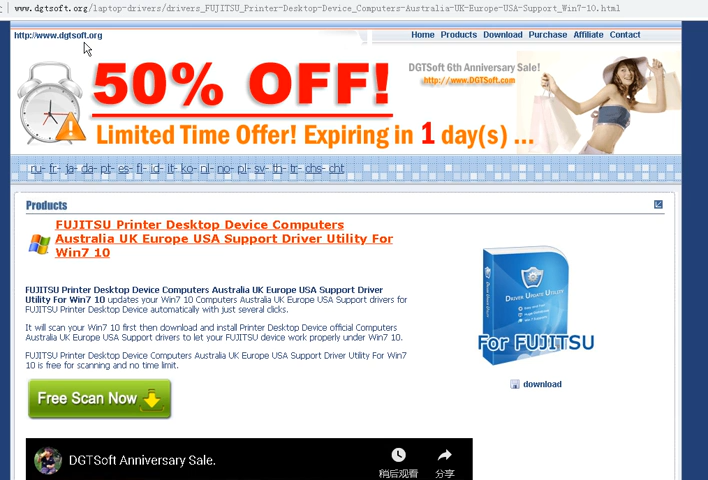 www.dgtsoft.org/laptop-drivers/drivers_FUJITSU_Printer-Desktop-Device_Computers-Australia-UK-Europe-USA-Support_Win7-10.html
http://www.dgtsoft.org
Home Products Download Purchase Affiliate Contact
50% OFF!
DGTSoft 6th Anniversary Sale!
http://www.DGTSoft.com
Limited Time Offer! Expiring in 1 day(s) ...
ru- fr- ja- da- pt- es- fi- id- it- ko- nl- no- pl- sv- th- tr- chs- cht
Products
FUJITSU Printer Desktop Device Computers
Australia UK Europe USA Support Driver Utility For
Win7 10
FUJITSU Printer Desktop Device Computers Australia UK Europe USA Support Driver
Utility For Win7 10 updates your Win7 10 Computers Australia UK Europe USA Support drivers for
FUJITSU Printer Desktop Device automatically with just several clicks.
It will scan your Win7 10 first then download and install Printer Desktop Device official Computers
Australia UK Europe USA Support drivers to let your FUJITSU device work properly under Win7 10.
FUJITSU Printer Desktop Device Computers Australia UK Europe USA Support Driver Utility For Win7
10 is free for scanning and no time limit.
DRIVER UPDATE UTILITY
For FUJITSU
download
Free Scan Now
DGTSoft Anniversary Sale.
稍后观看
分享